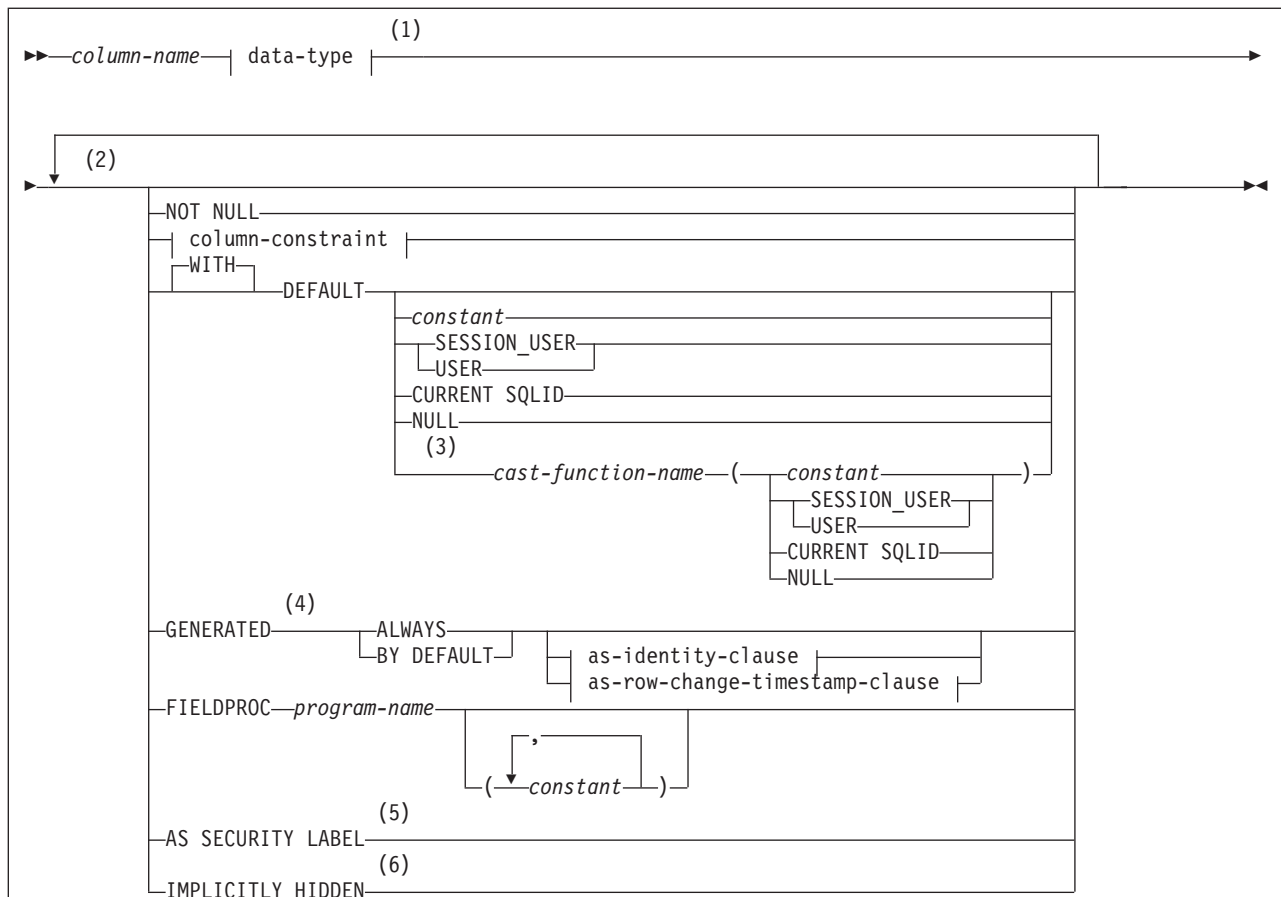 (1)
column-name data-type
(2)
NOT NULL
column-constraint
WITH
DEFAULT
constant
SESSION_USER
USER
CURRENT SQLID
NULL
(3)
cast-function-name ( constant )
SESSION_USER
USER
CURRENT SQLID
NULL
(4)
GENERATED ALWAYS
BY DEFAULT as-identity-clause
as-row-change-timestamp-clause
FIELDPROC program-name
,
( constant )
(5)
AS SECURITY LABEL
(6)
IMPLICITLY HIDDEN